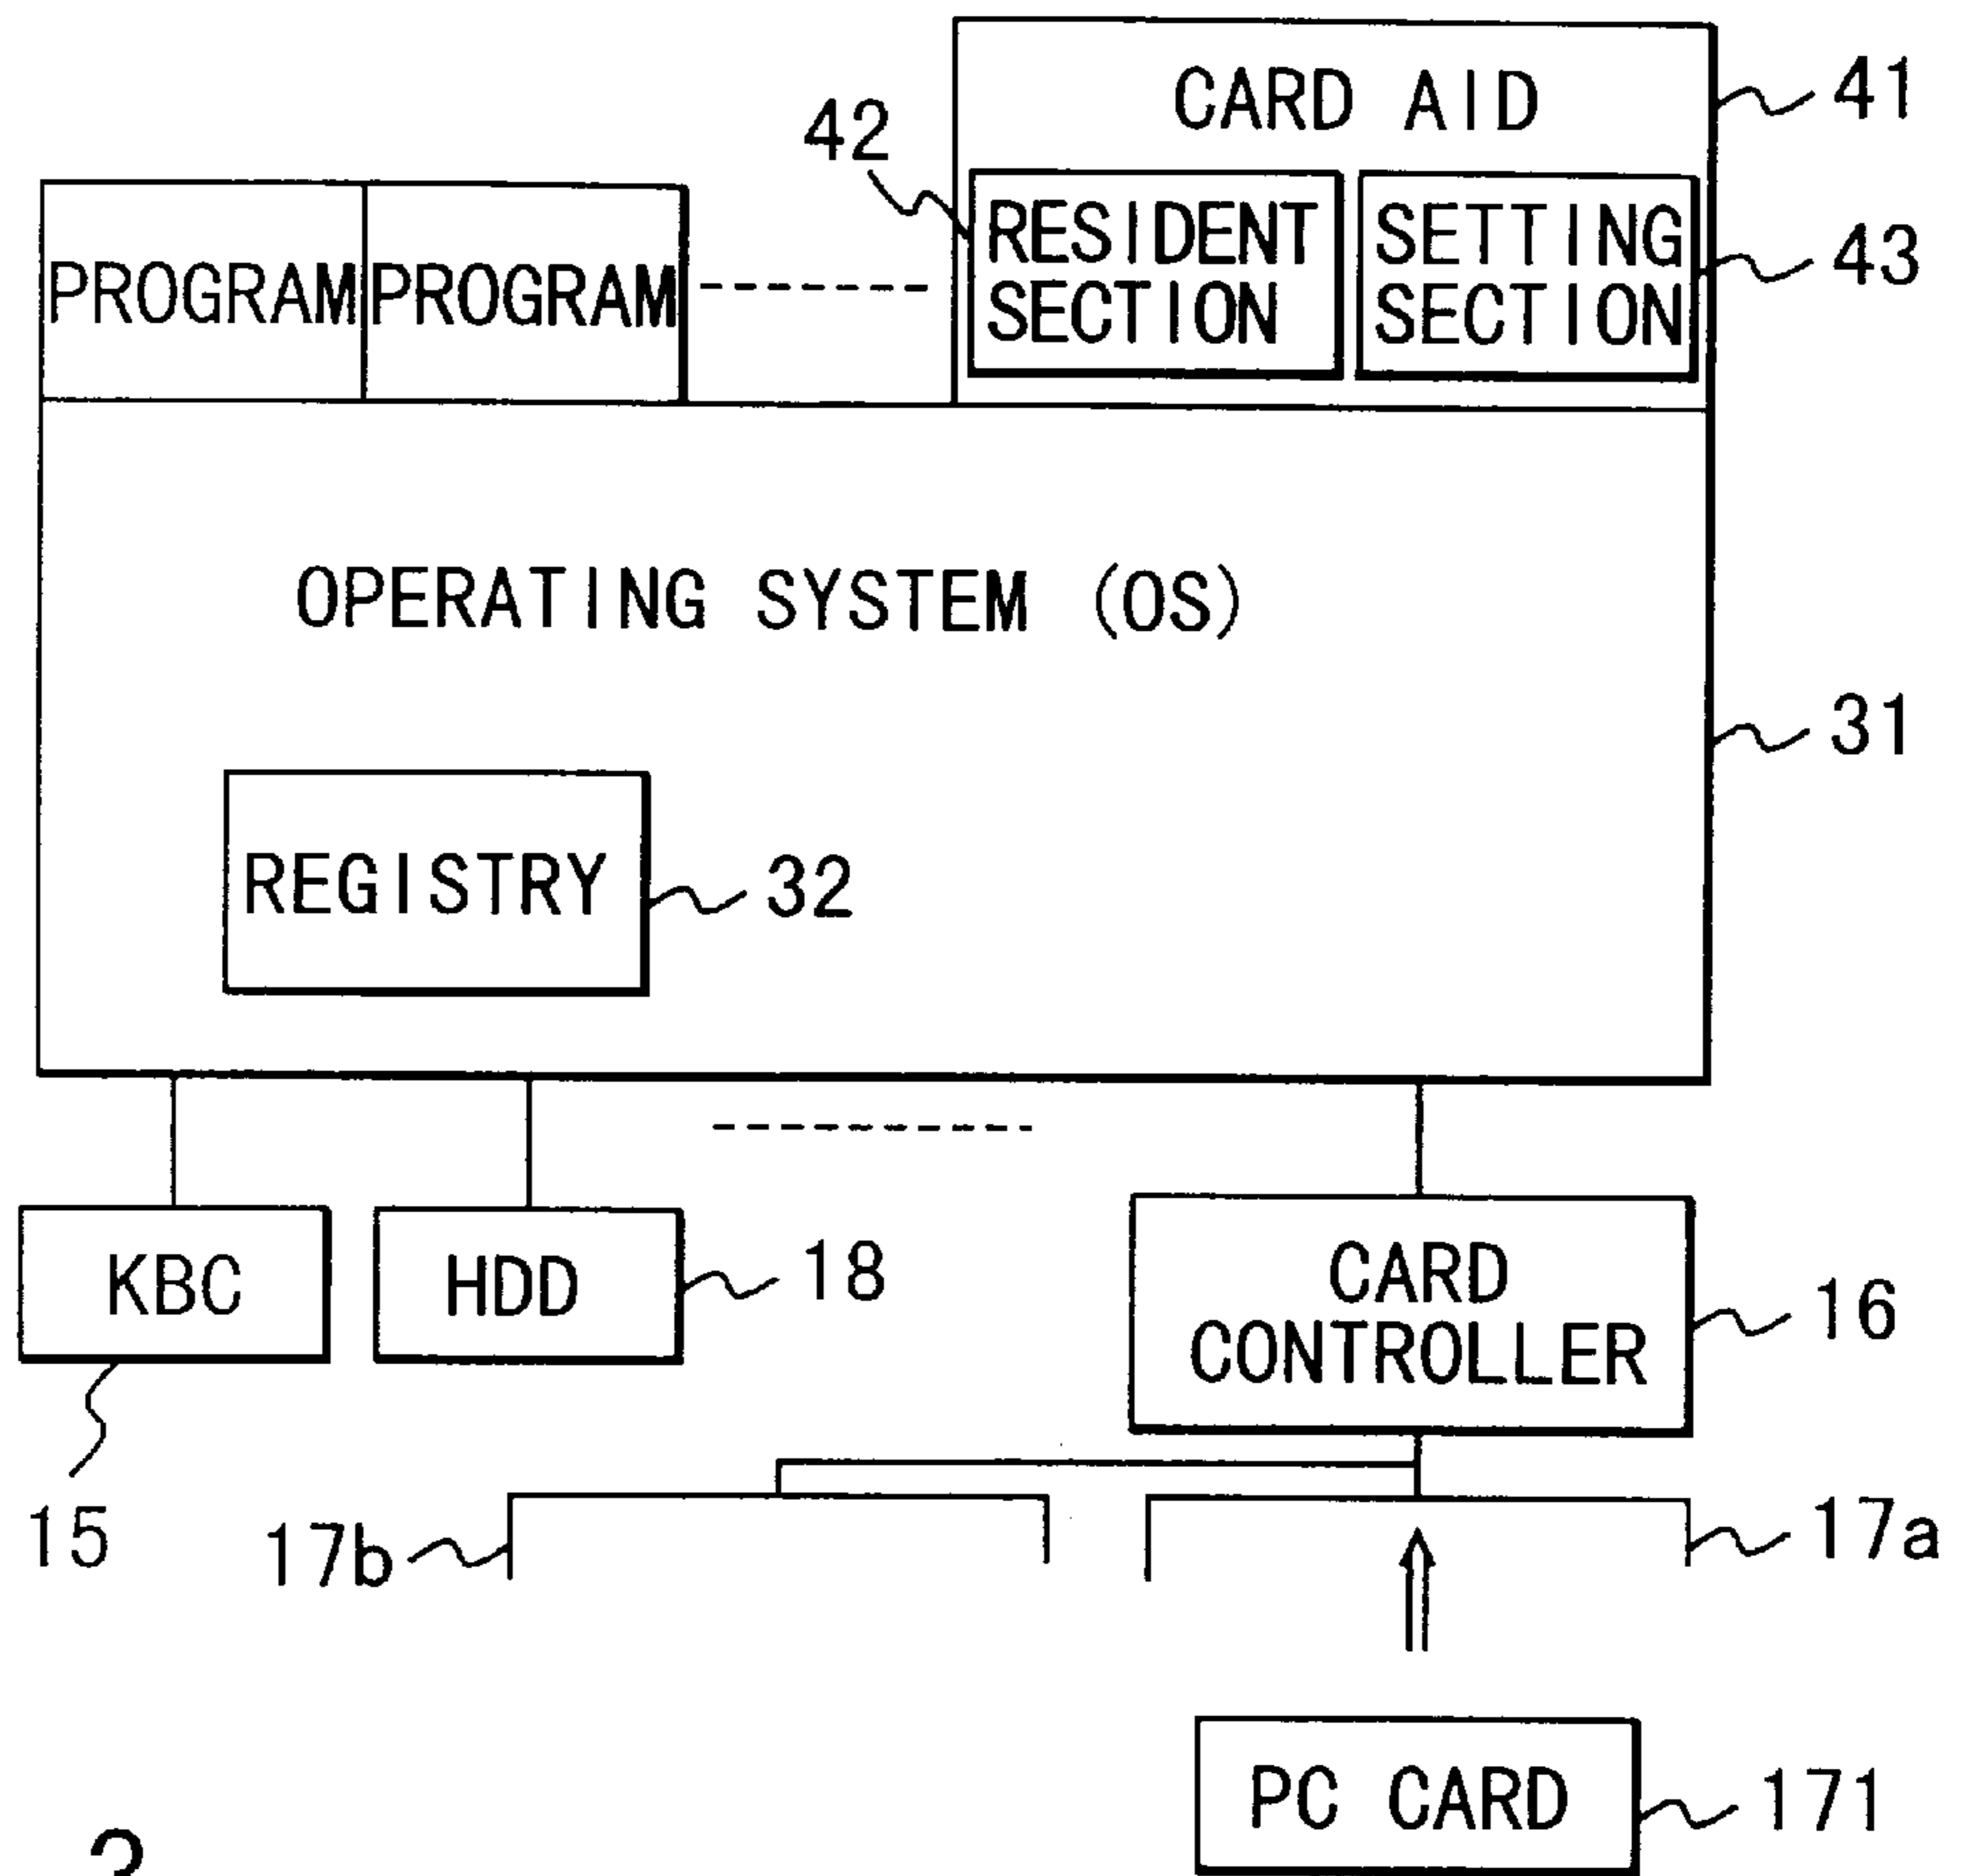 CARD AID
41
42
RESIDENT
SECTION
SETTING
SECTION
43
PROGRAM
PROGRAM
OPERATING SYSTEM (OS)
31
REGISTRY
32
KBC
HDD
18
CARD
CONTROLLER
16
15
17b
17a
PC CARD
171